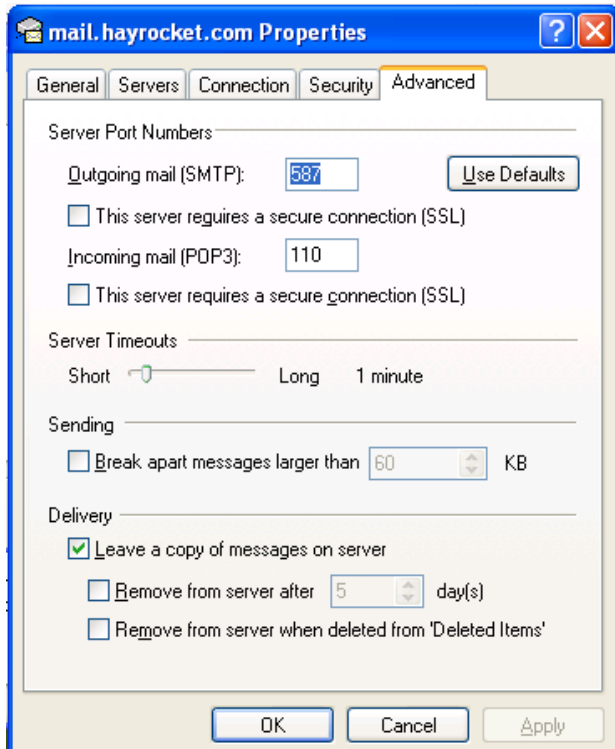 mail.hayrocket.com Properties
General Servers Connection Security Advanced
Server Port Numbers
Outgoing mail (SMTP): 587 Use Defaults
This server requires a secure connection (SSL)
Incoming mail (POP3): 110
This server requires a secure connection (SSL)
Server Timeouts
Short Long 1 minute
Sending
Break apart messages larger than 60 KB
Delivery
Leave a copy of messages on server
Remove from server after 5 day(s)
Remove from server when deleted from 'Deleted Items'
OK Cancel Apply